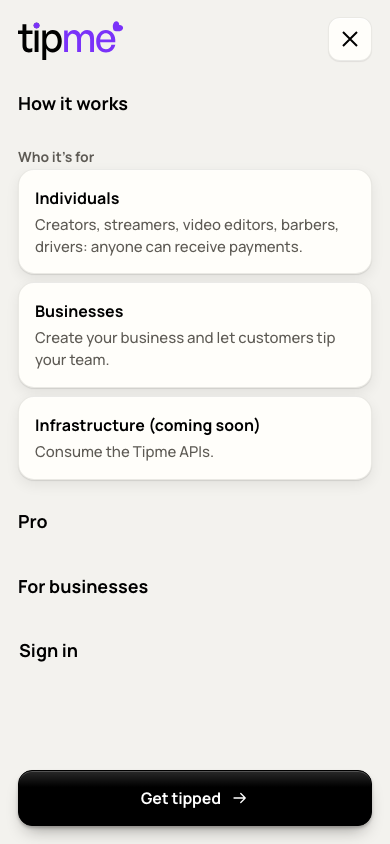 tipme
How it works
Who it's for
Individuals
Creators, streamers, video editors, barbers,
drivers: anyone can receive payments.
Businesses
Create your business and let customers tip
your team.
Infrastructure (coming soon)
Consume the Tipme APIs.
Pro
For businesses
Sign in
Get tipped →